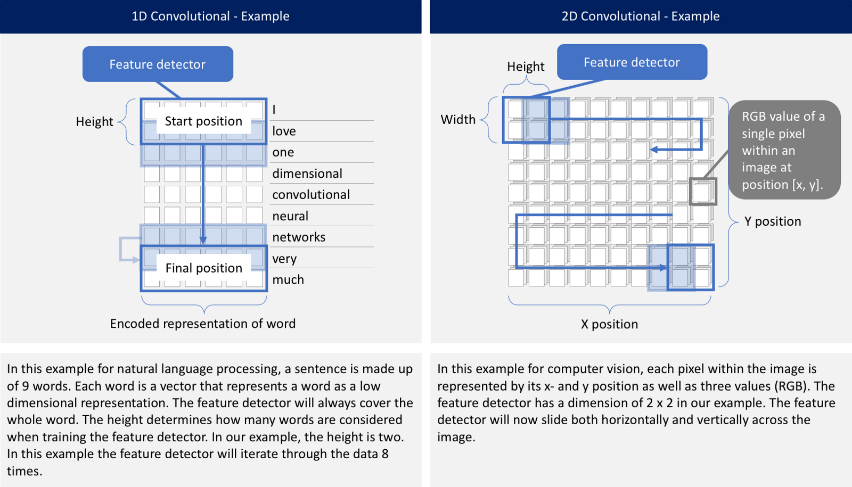 1D Convolutional - Example
Feature detector
Height
Start position
I
love
one
dimensional
convolutional
neural
networks
very
much
Final position
Encoded representation of word
In this example for natural language processing, a sentence is made up
of 9 words. Each word is a vector that represents a word as a low
dimensional representation. The feature detector will always cover the
whole word. The height determines how many words are considered
when training the feature detector. In our example, the height is two.
In this example the feature detector will iterate through the data 8
times.
2D Convolutional - Example
Height
Feature detector
Width
RGB value of a
single pixel
within an
image at
position [x, y].
Y position
X position
In this example for computer vision, each pixel within the image is
represented by its x- and y position as well as three values (RGB). The
feature detector has a dimension of 2 x 2 in our example. The feature
detector will now slide both horizontally and vertically across the
image.